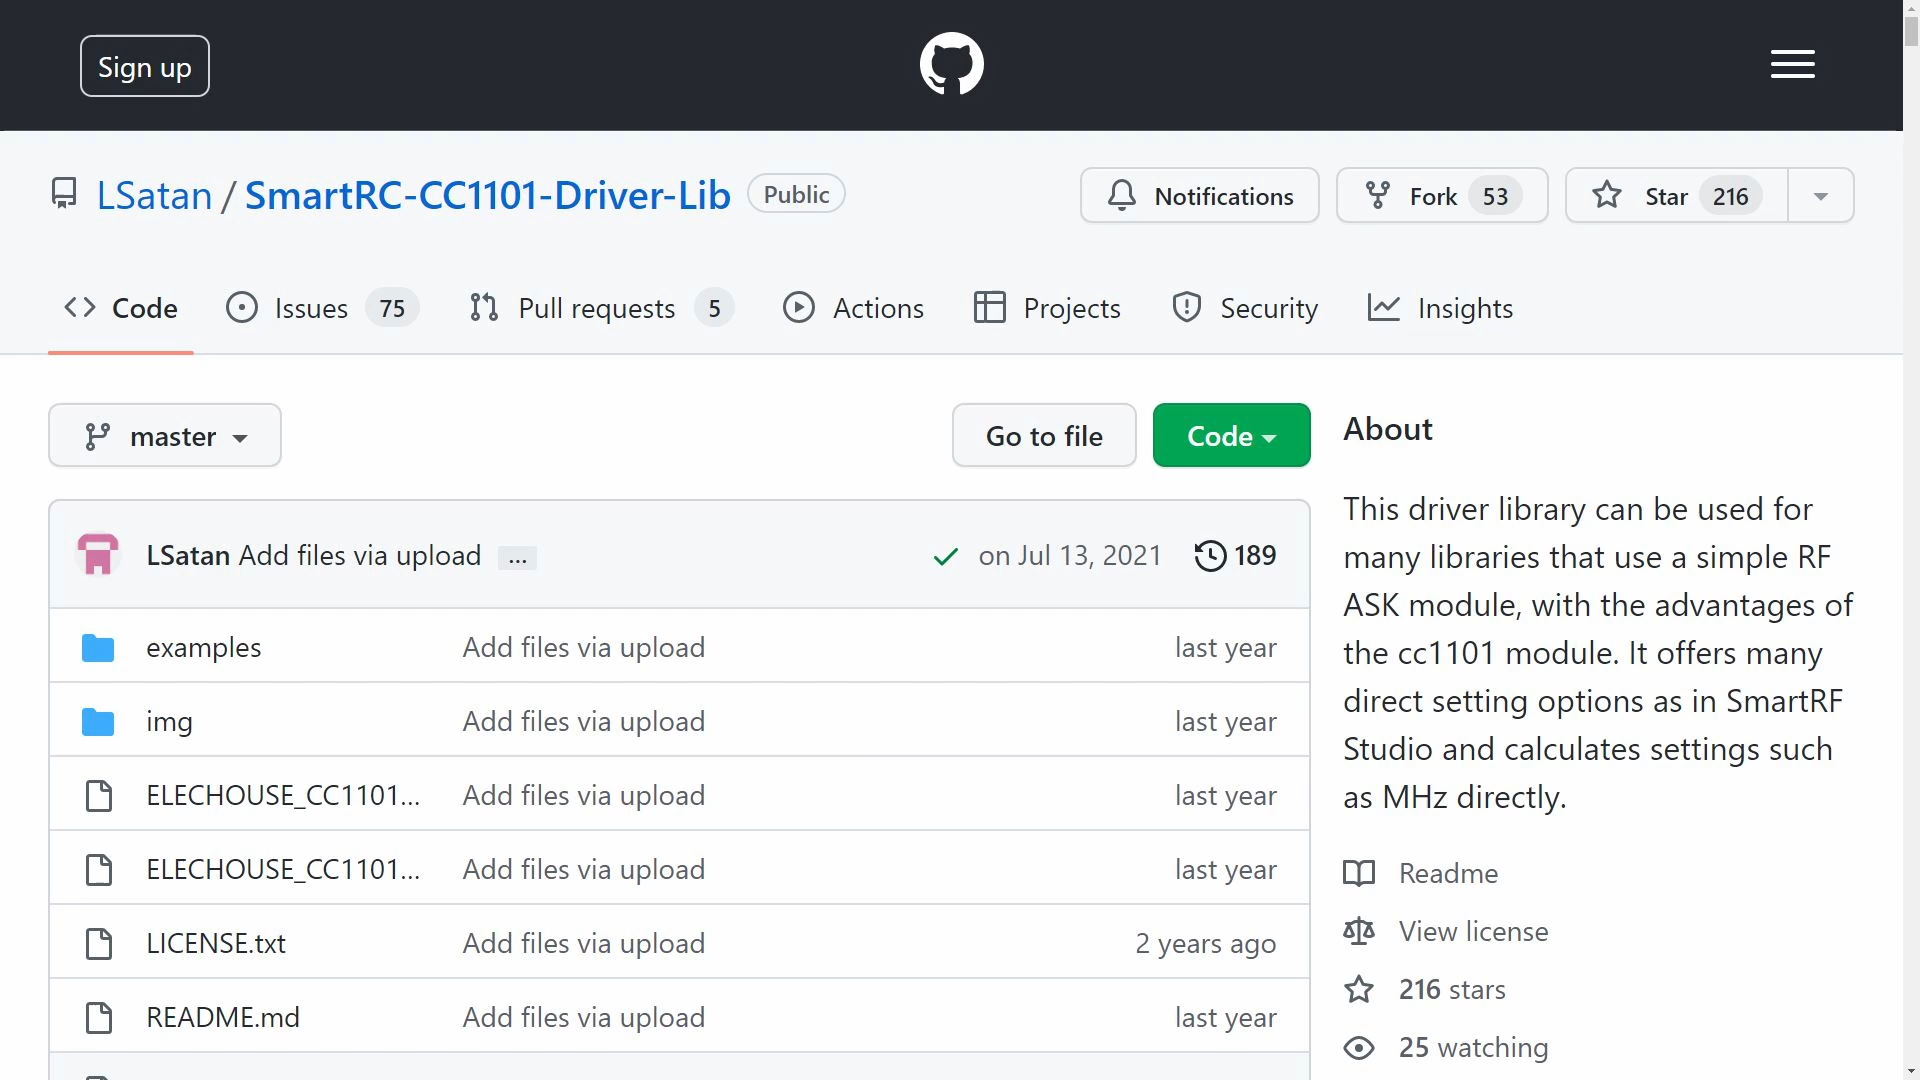 Sign up
LSatan / SmartRC-CC1101-Driver-Lib Public
Notifications Fork 53 Star 216
Code Issues 75 Pull requests 5 Actions Projects Security Insights
master Go to file Code
LSatan Add files via upload ... on Jul 13, 2021 189
examples Add files via upload last year
img Add files via upload last year
ELECHOUSE_CC1101... Add files via upload last year
ELECHOUSE_CC1101... Add files via upload last year
LICENSE.txt Add files via upload 2 years ago
README.md Add files via upload last year
About
This driver library can be used for
many libraries that use a simple RF
ASK module, with the advantages of
the cc1101 module. It offers many
direct setting options as in SmartRF
Studio and calculates settings such
as MHz directly.
Readme
View license
216 stars
25 watching